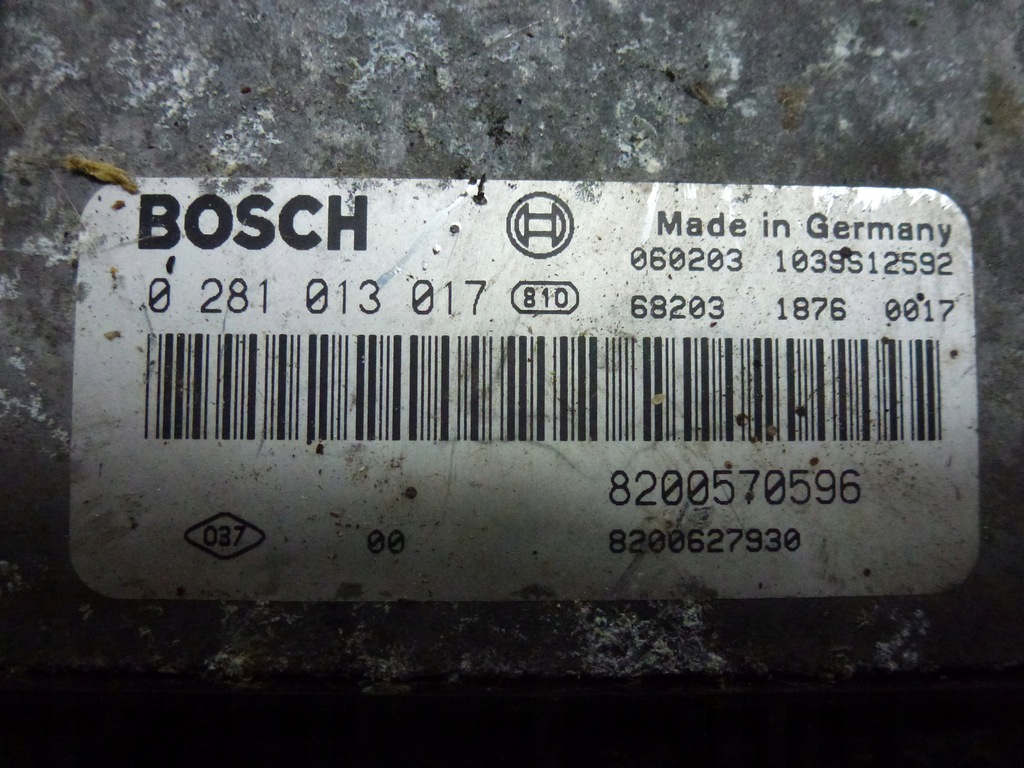 BOSCH
Made in Germany
060203 1039S12592
0 281 013 017 810
68203 1876 0017
8200570596
037 00 8200627930